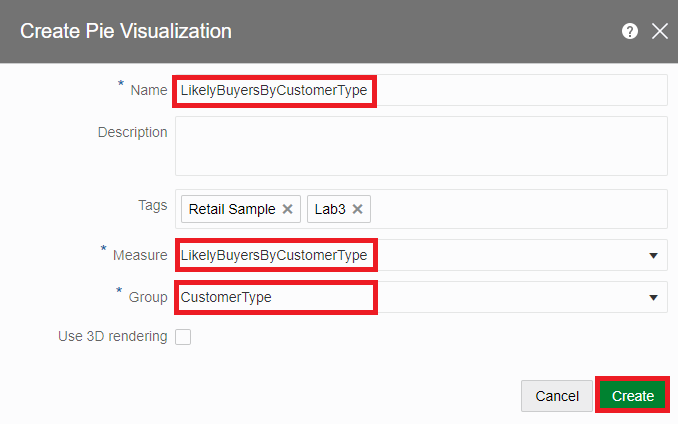 Create Pie Visualization ?
* Name LikelyBuyersByCustomerType
Description
Tags Retail Sample Lab3
* Measure LikelyBuyersByCustomerType
* Group CustomerType
Use 3D rendering
Cancel Create